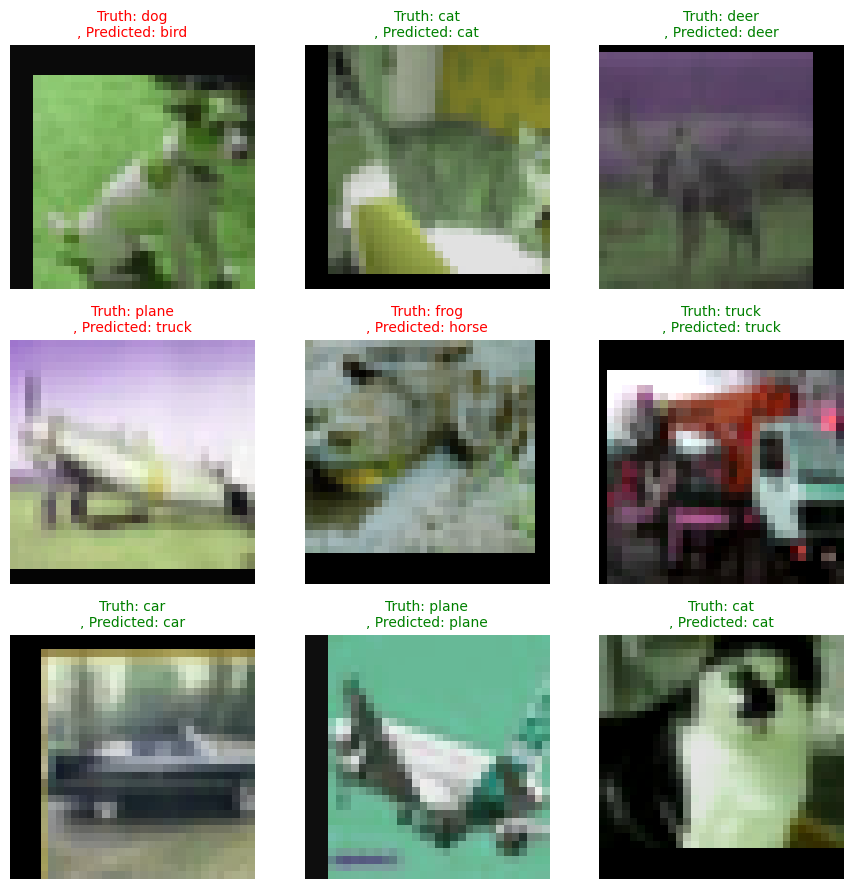 Truth: dog
, Predicted: bird
Truth: cat
, Predicted: cat
Truth: deer
, Predicted: deer
Truth: plane
, Predicted: truck
Truth: frog
, Predicted: horse
Truth: truck
, Predicted: truck
Truth: car
, Predicted: car
Truth: plane
, Predicted: plane
Truth: cat
, Predicted: cat